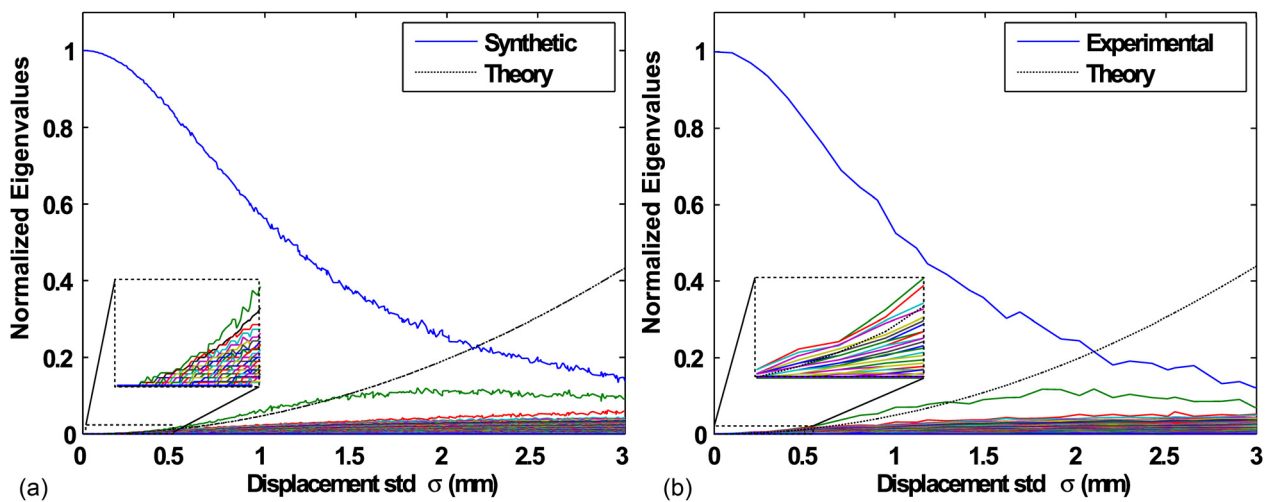 Normalized Eigenvalues
1
0.8
0.6
0.4
0.2
0
Synthetic
Theory
0 0.5 1 1.5 2 2.5 3
Displacement std σ (mm)
(a)
Normalized Eigenvalues
1
0.8
0.6
0.4
0.2
0
Experimental
Theory
0 0.5 1 1.5 2 2.5 3
Displacement std σ (mm)
(b)